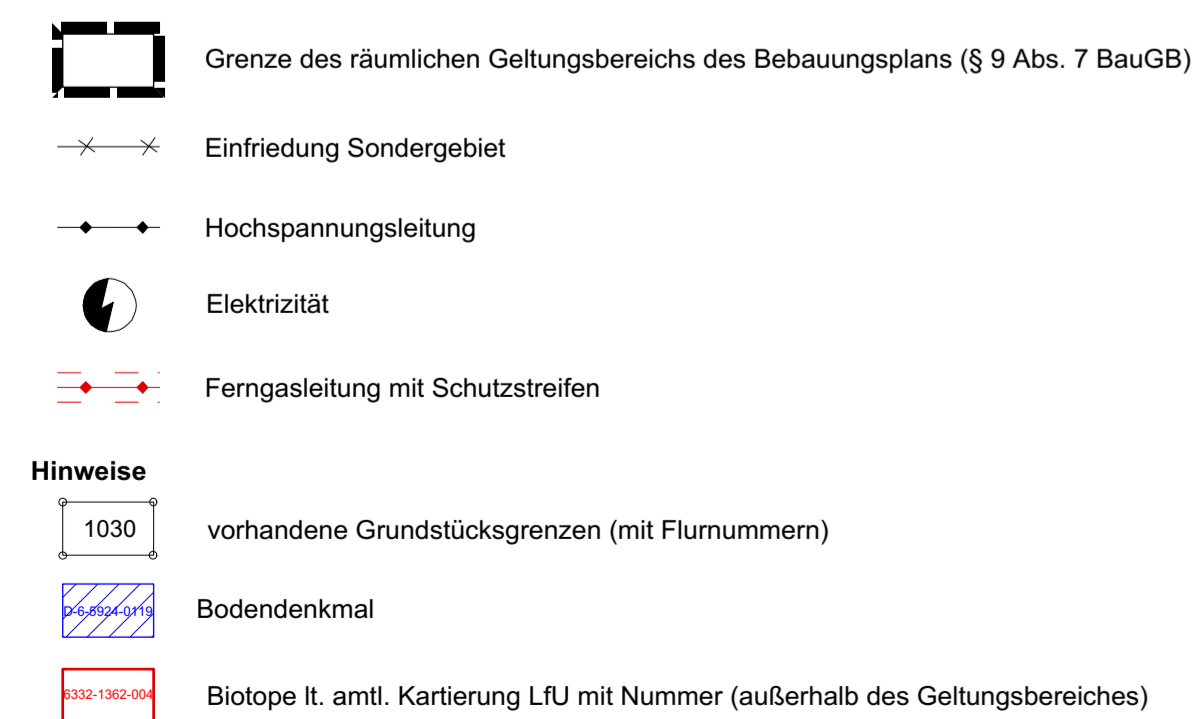 Grenze des räumlichen Geltungsbereichs des Bebauungsplans (§ 9 Abs. 7 BauGB)
Einfriedung Sondergebiet
Hochspannungsleitung
Elektrizität
Ferngasleitung mit Schutzstreifen
Hinweise
1030 vorhandene Grundstücksgrenzen (mit Flurnummern)
D-6-5924-0119 Bodendenkmal
6332-1362-004 Biotope lt. amtl. Kartierung LfU mit Nummer (außerhalb des Geltungsbereiches)